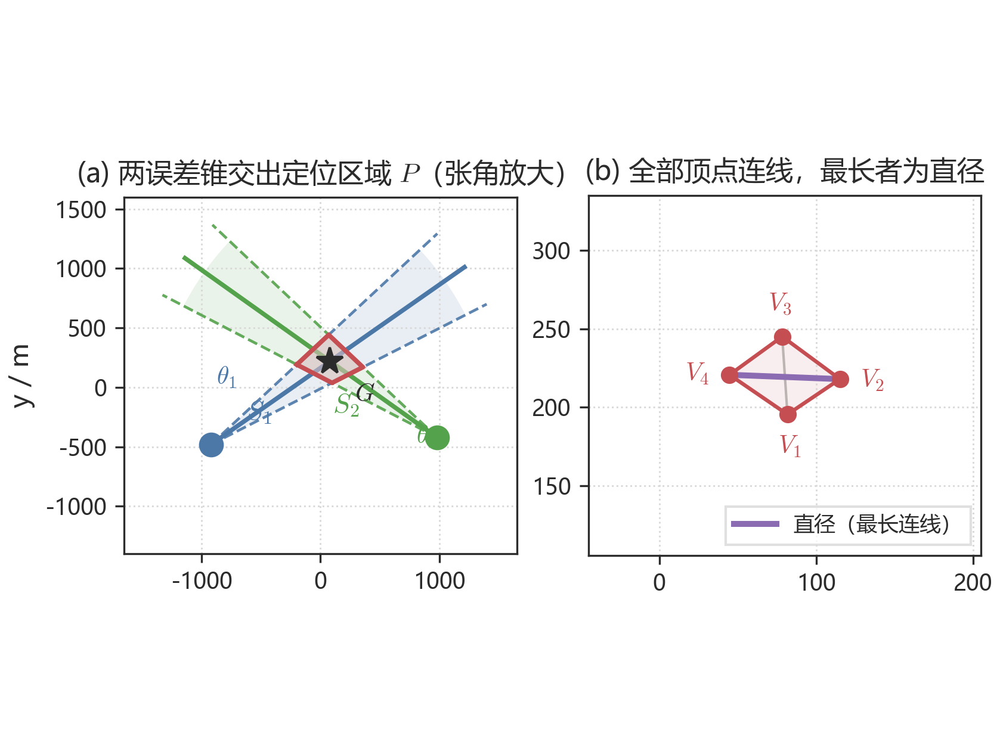 (a) 两误差锥交出定位区域 P（张角放大）
y / m
1500
1000
500
0
-500
-1000
-1000
0
1000
θ1
S1
S2
G
θ
(b) 全部顶点连线，最长者为直径
300
250
200
150
0
100
200
V3
V4
V2
V1
直径（最长连线）